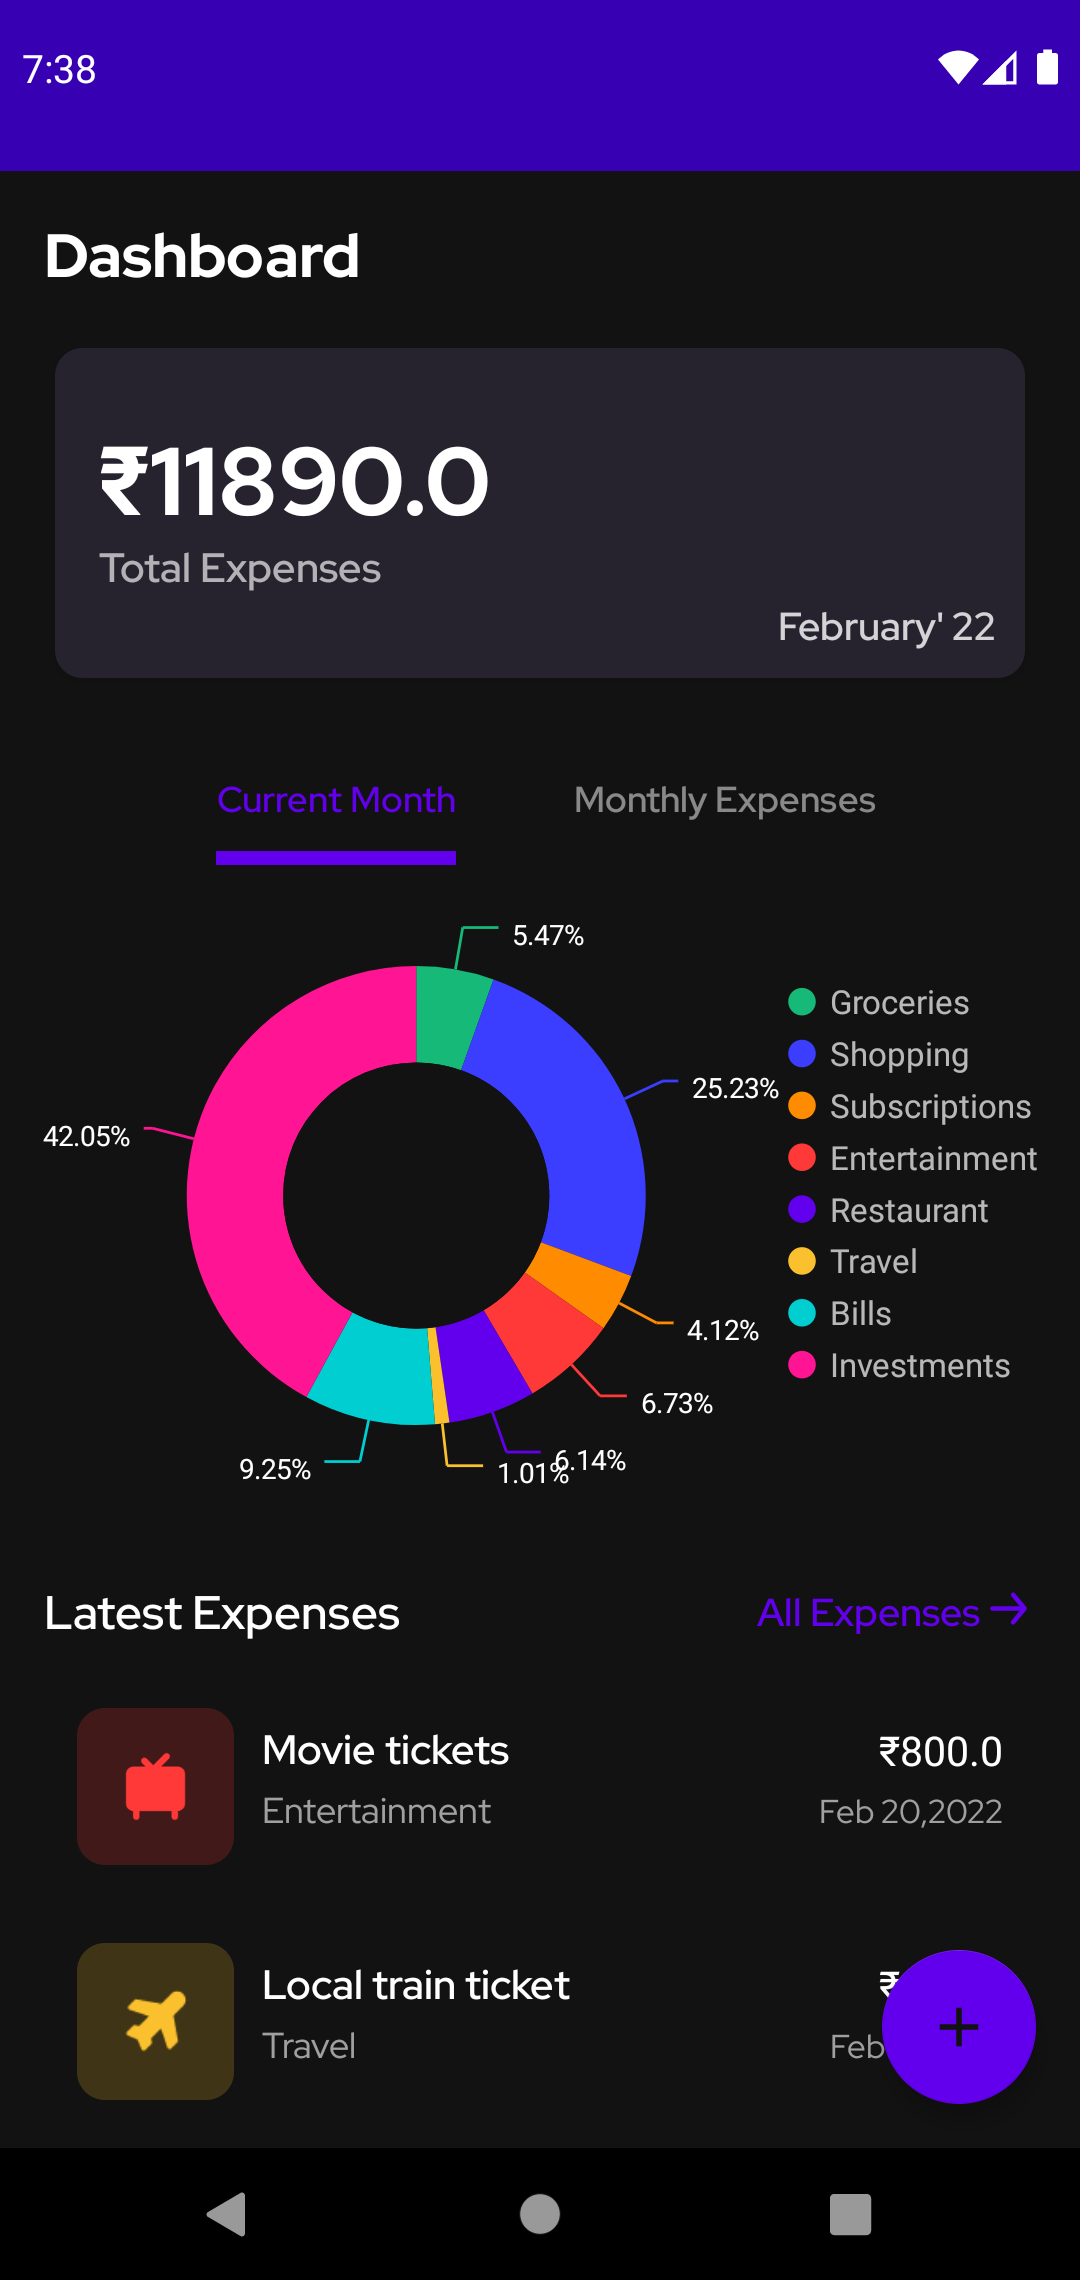 7:38
Dashboard
₹11890.0
Total Expenses
February' 22
Current Month
Monthly Expenses
5.47%
25.23%
42.05%
4.12%
6.73%
6.14%
1.01%
9.25%
Groceries
Shopping
Subscriptions
Entertainment
Restaurant
Travel
Bills
Investments
Latest Expenses
All Expenses
Movie tickets
₹800.0
Entertainment
Feb 20,2022
Local train ticket
₹
Travel
Feb